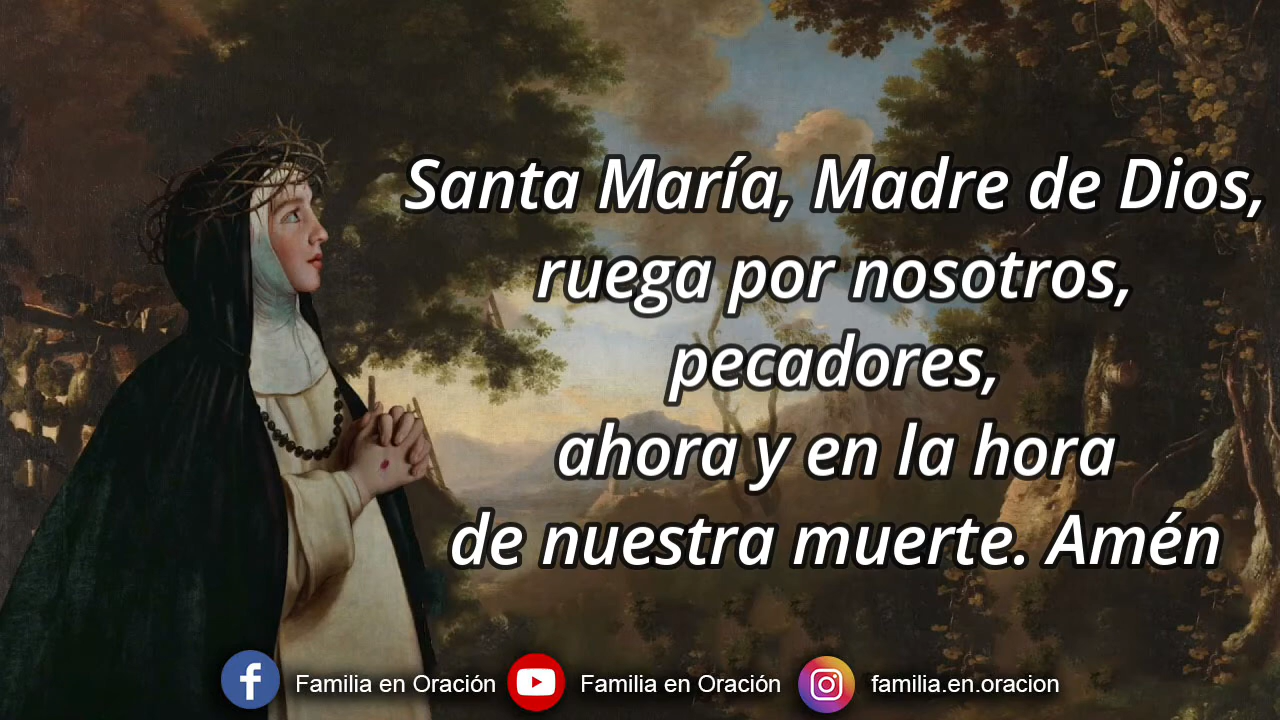 Santa María, Madre de Dios,
ruega por nosotros,
pecadores,
ahora y en la hora
de nuestra muerte. Amén
Familia en Oración Familia en Oración familia.en.oracion